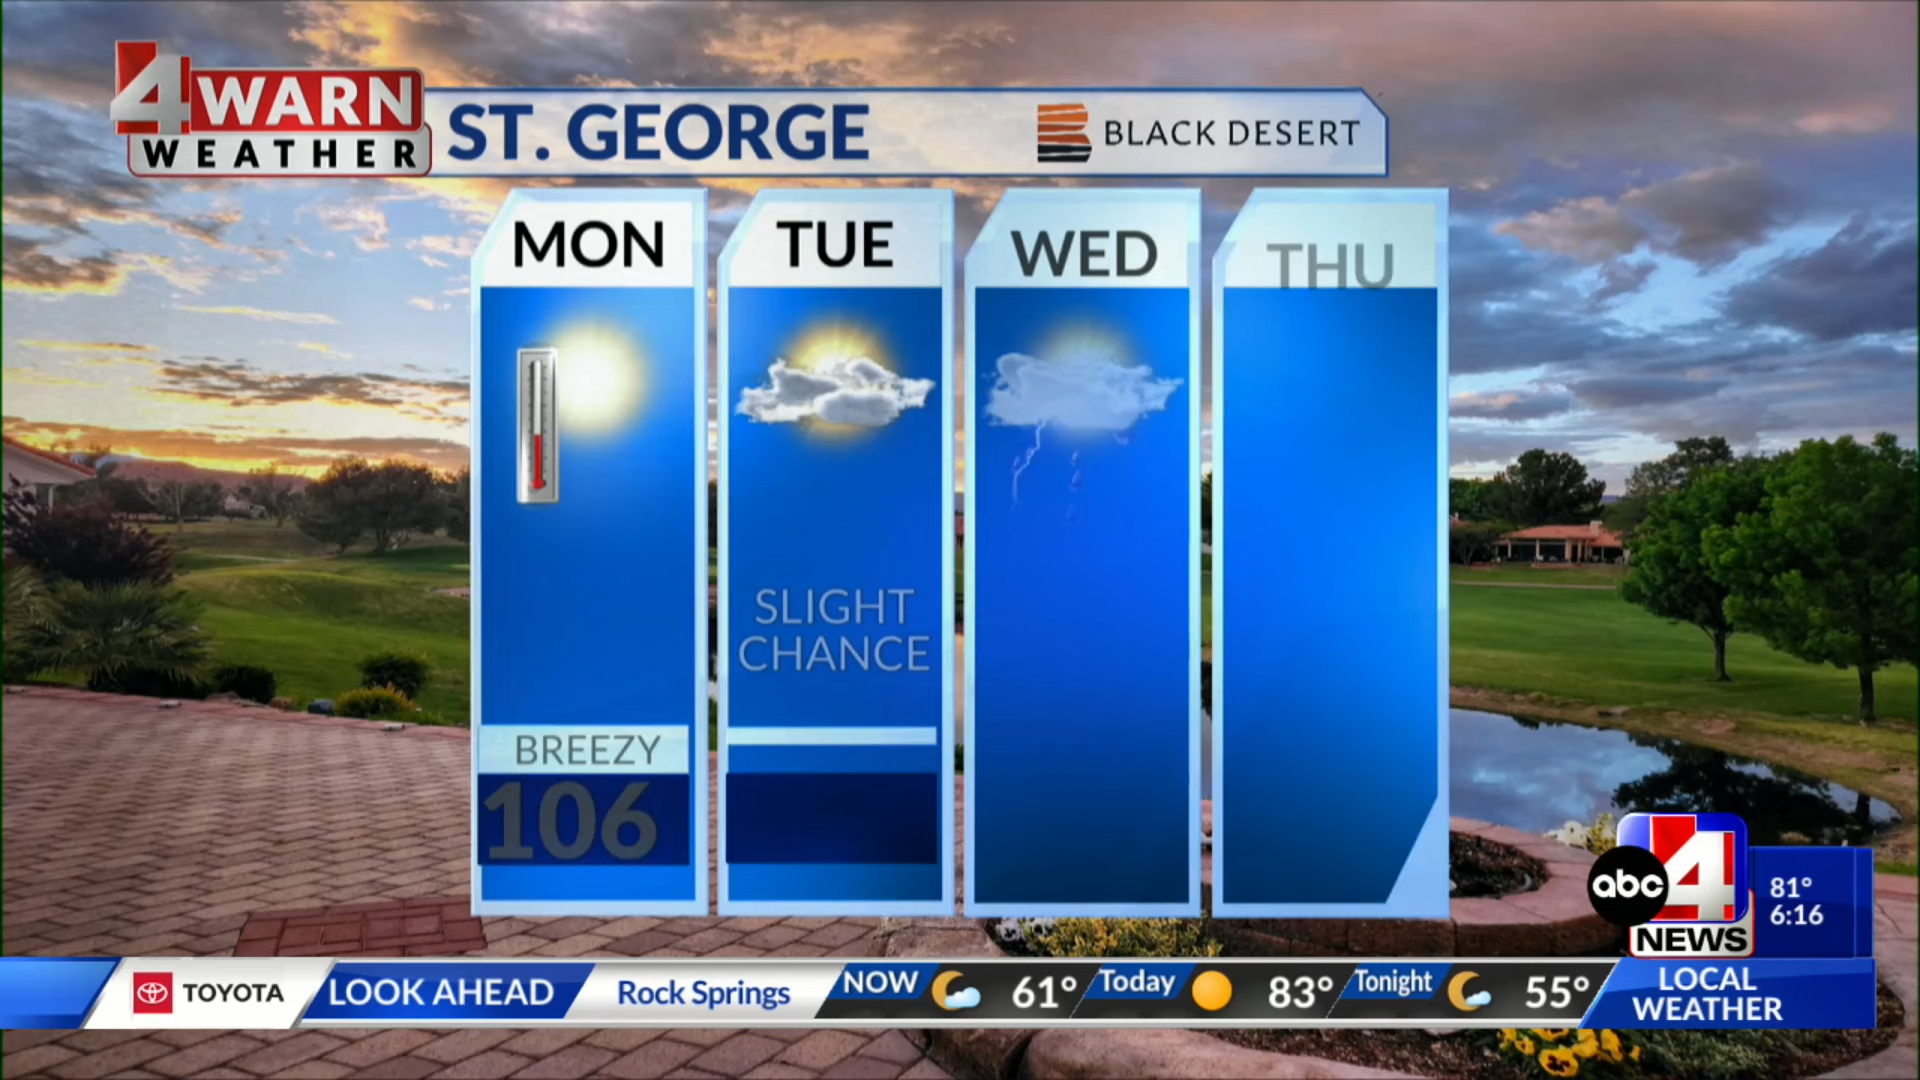 4WARN
WEATHER
ST. GEORGE
BLACK DESERT
MON
TUE
WED
THU
SLIGHT
CHANCE
BREEZY
106
abc
4
NEWS
81°
6:16
TOYOTA
LOOK AHEAD
Rock Springs
NOW
61°
Today
83°
Tonight
55°
LOCAL
WEATHER